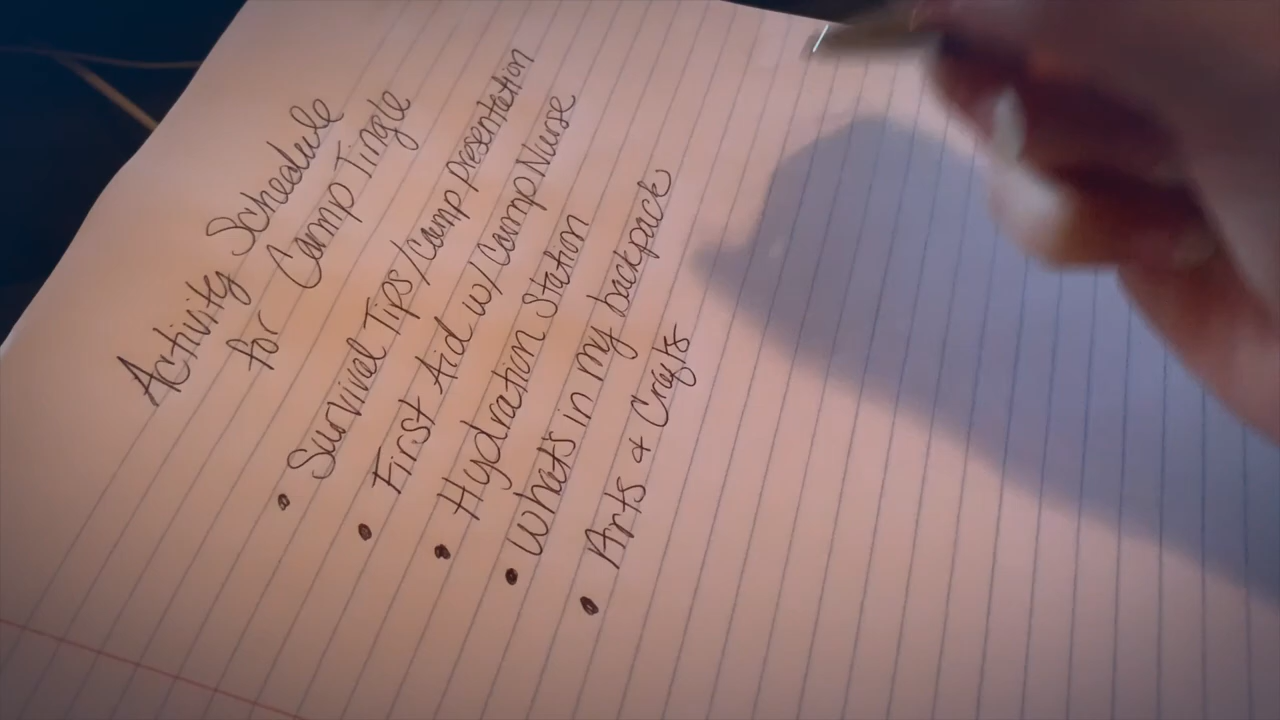 Activity Schedule
for Camp Tingle
• Survival Tips/Camp presentation
• First Aid w/ Camp Nurse
• Hydration Station
• What's in my backpack
• Arts & Crafts